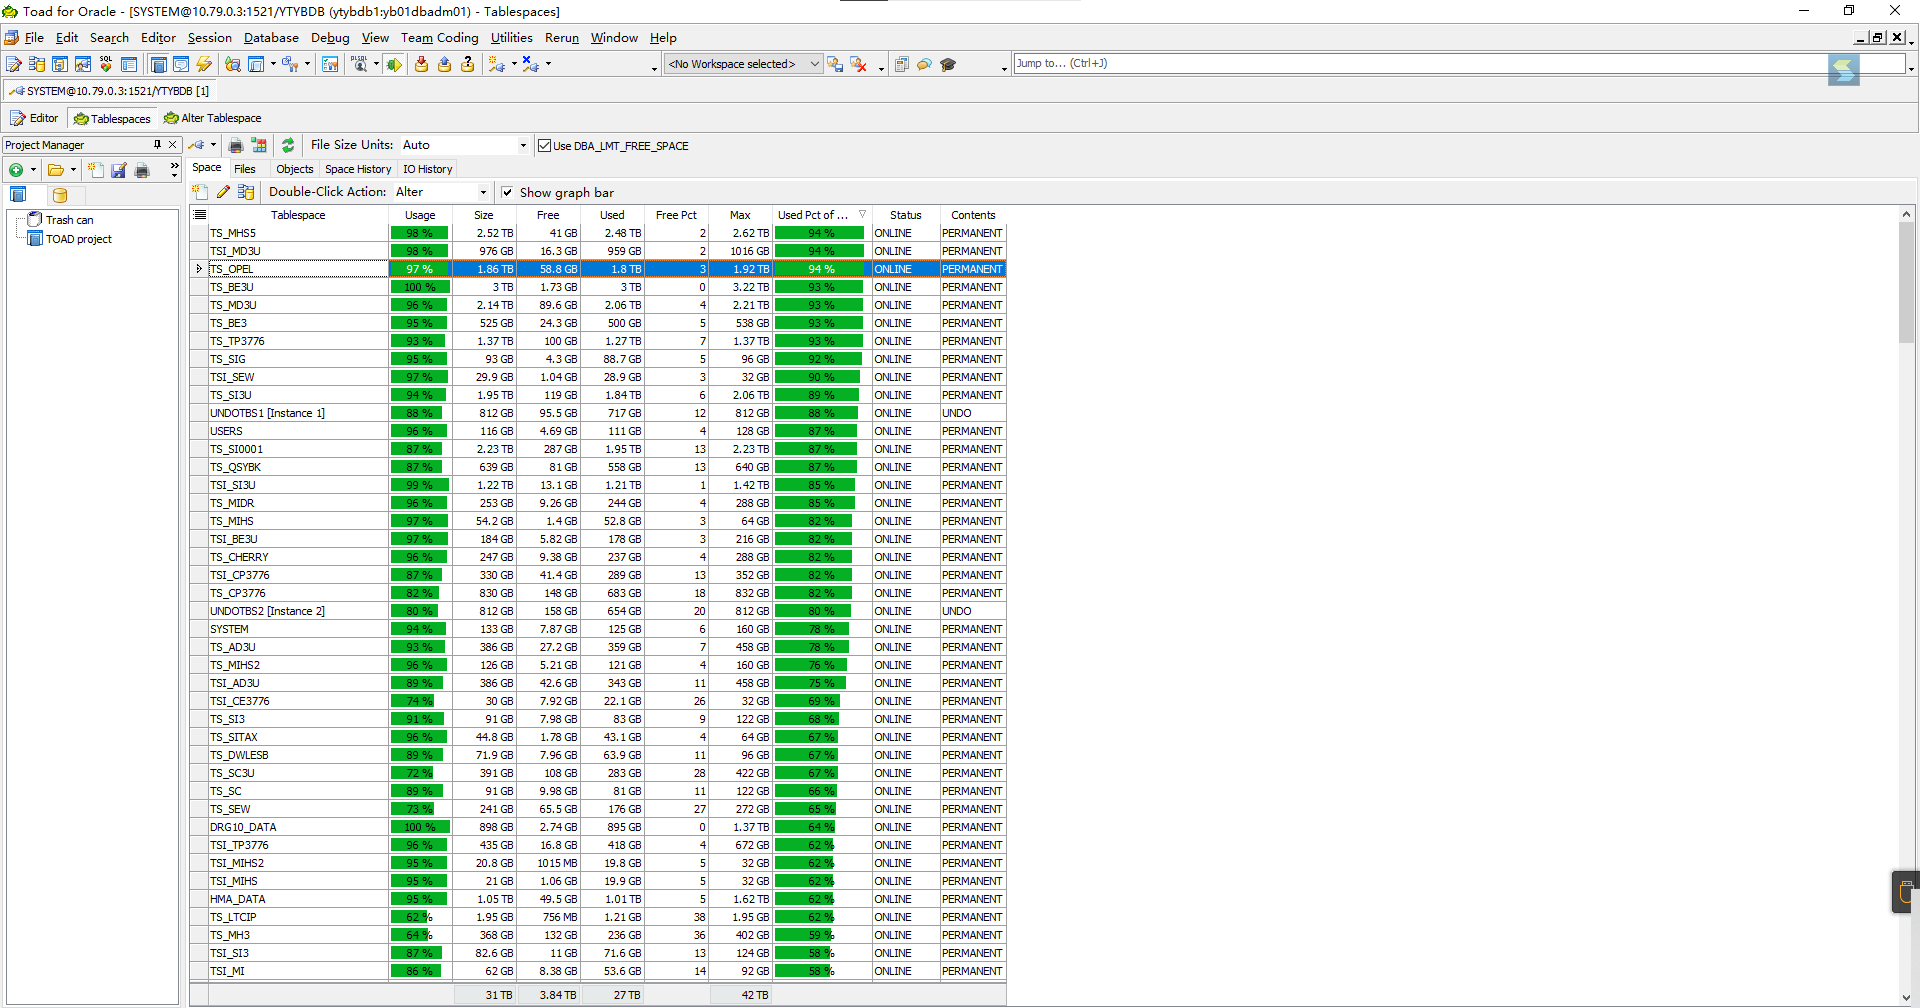 Toad for Oracle - [SYSTEM@10.79.0.3:1521/YTYBDB (ytybdb1:yb01dbadm01) - Tablespaces]
File Edit Search Editor Session Database Debug View Team Coding Utilities Rerun Window Help
SQL PLSQL <No Workspace selected> Jump to... (Ctrl+J)
SYSTEM@10.79.0.3:1521/YTYBDB [1]
Editor Tablespaces Alter Tablespace
Project Manager File Size Units: Auto Use DBA_LMT_FREE_SPACE
Space Files Objects Space History IO History
Double-Click Action: Alter Show graph bar
Trash can
TOAD project
Tablespace Usage Size Free Used Free Pct Max Used Pct of ... Status Contents
TS_MHS5 98 % 2.52 TB 41 GB 2.48 TB 2 2.62 TB 94 % ONLINE PERMANENT
TSI_MD3U 98 % 976 GB 16.3 GB 959 GB 2 1016 GB 94 % ONLINE PERMANENT
TS_OPEL 97 % 1.86 TB 58.8 GB 1.8 TB 3 1.92 TB 94 % ONLINE PERMANENT
TS_BE3U 100 % 3 TB 1.73 GB 3 TB 0 3.22 TB 93 % ONLINE PERMANENT
TS_MD3U 96 % 2.14 TB 89.6 GB 2.06 TB 4 2.21 TB 93 % ONLINE PERMANENT
TS_BE3 95 % 525 GB 24.3 GB 500 GB 5 538 GB 93 % ONLINE PERMANENT
TS_TP3776 93 % 1.37 TB 100 GB 1.27 TB 7 1.37 TB 93 % ONLINE PERMANENT
TS_SIG 95 % 93 GB 4.3 GB 88.7 GB 5 96 GB 92 % ONLINE PERMANENT
TSI_SEW 97 % 29.9 GB 1.04 GB 28.9 GB 3 32 GB 90 % ONLINE PERMANENT
TS_SI3U 94 % 1.95 TB 119 GB 1.84 TB 6 2.06 TB 89 % ONLINE PERMANENT
UNDOTBS1 [Instance 1] 88 % 812 GB 95.5 GB 717 GB 12 812 GB 88 % ONLINE UNDO
USERS 96 % 116 GB 4.69 GB 111 GB 4 128 GB 87 % ONLINE PERMANENT
TS_SI0001 87 % 2.23 TB 287 GB 1.95 TB 13 2.23 TB 87 % ONLINE PERMANENT
TS_QSYBK 87 % 639 GB 81 GB 558 GB 13 640 GB 87 % ONLINE PERMANENT
TSI_SI3U 99 % 1.22 TB 13.1 GB 1.21 TB 1 1.42 TB 85 % ONLINE PERMANENT
TS_MIDR 96 % 253 GB 9.26 GB 244 GB 4 288 GB 85 % ONLINE PERMANENT
TS_MIHS 97 % 54.2 GB 1.4 GB 52.8 GB 3 64 GB 82 % ONLINE PERMANENT
TSI_BE3U 97 % 184 GB 5.82 GB 178 GB 3 216 GB 82 % ONLINE PERMANENT
TS_CHERRY 96 % 247 GB 9.38 GB 237 GB 4 288 GB 82 % ONLINE PERMANENT
TSI_CP3776 87 % 330 GB 41.4 GB 289 GB 13 352 GB 82 % ONLINE PERMANENT
TS_CP3776 82 % 830 GB 148 GB 683 GB 18 832 GB 82 % ONLINE PERMANENT
UNDOTBS2 [Instance 2] 80 % 812 GB 158 GB 654 GB 20 812 GB 80 % ONLINE UNDO
SYSTEM 94 % 133 GB 7.87 GB 125 GB 6 160 GB 78 % ONLINE PERMANENT
TS_AD3U 93 % 386 GB 27.2 GB 359 GB 7 458 GB 78 % ONLINE PERMANENT
TS_MIHS2 96 % 126 GB 5.21 GB 121 GB 4 160 GB 76 % ONLINE PERMANENT
TSI_AD3U 89 % 386 GB 42.6 GB 343 GB 11 458 GB 75 % ONLINE PERMANENT
TSI_CE3776 74 % 30 GB 7.92 GB 22.1 GB 26 32 GB 69 % ONLINE PERMANENT
TS_SI3 91 % 91 GB 7.98 GB 83 GB 9 122 GB 68 % ONLINE PERMANENT
TS_SITAX 96 % 44.8 GB 1.78 GB 43.1 GB 4 64 GB 67 % ONLINE PERMANENT
TS_DWLESB 89 % 71.9 GB 7.96 GB 63.9 GB 11 96 GB 67 % ONLINE PERMANENT
TS_SC3U 72 % 391 GB 108 GB 283 GB 28 422 GB 67 % ONLINE PERMANENT
TS_SC 89 % 91 GB 9.98 GB 81 GB 11 122 GB 66 % ONLINE PERMANENT
TS_SEW 73 % 241 GB 65.5 GB 176 GB 27 272 GB 65 % ONLINE PERMANENT
DRG10_DATA 100 % 898 GB 2.74 GB 895 GB 0 1.37 TB 64 % ONLINE PERMANENT
TSI_TP3776 96 % 435 GB 16.8 GB 418 GB 4 672 GB 62 % ONLINE PERMANENT
TSI_MIHS2 95 % 20.8 GB 1015 MB 19.8 GB 5 32 GB 62 % ONLINE PERMANENT
TSI_MIHS 95 % 21 GB 1.06 GB 19.9 GB 5 32 GB 62 % ONLINE PERMANENT
HMA_DATA 95 % 1.05 TB 49.5 GB 1.01 TB 5 1.62 TB 62 % ONLINE PERMANENT
TS_LTCIP 62 % 1.95 GB 756 MB 1.21 GB 38 1.95 GB 62 % ONLINE PERMANENT
TS_MH3 64 % 368 GB 132 GB 236 GB 36 402 GB 59 % ONLINE PERMANENT
TSI_SI3 87 % 82.6 GB 11 GB 71.6 GB 13 124 GB 58 % ONLINE PERMANENT
TSI_MI 86 % 62 GB 8.38 GB 53.6 GB 14 92 GB 58 % ONLINE PERMANENT
31 TB 3.84 TB 27 TB 42 TB